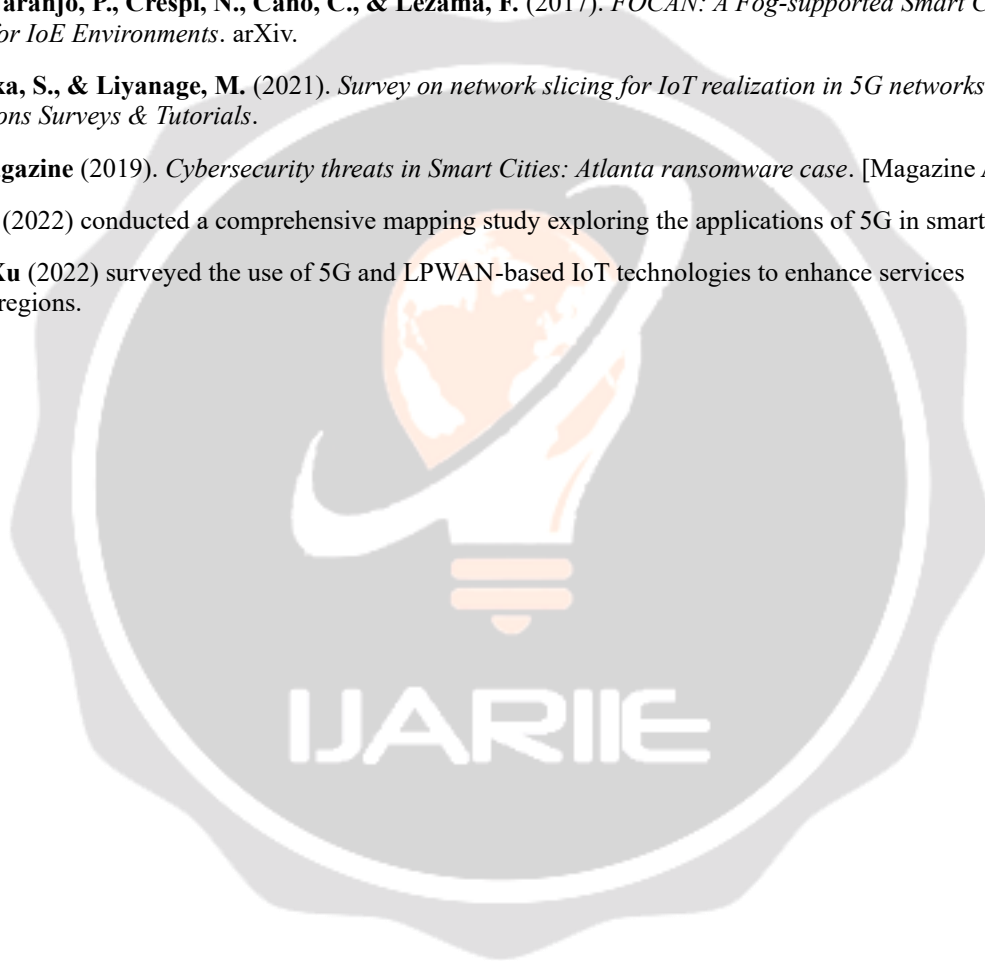 aranjo, P., Crespi, N., Cano, C., & Lezama, F. (2017). FOCAN: A Fog-supported Smart C
or IoE Environments. arXiv.
ka, S., & Liyanage, M. (2021). Survey on network slicing for IoT realization in 5G networks
ons Surveys & Tutorials.
gazine (2019). Cybersecurity threats in Smart Cities: Atlanta ransomware case. [Magazine A
(2022) conducted a comprehensive mapping study exploring the applications of 5G in smart
Ku (2022) surveyed the use of 5G and LPWAN-based IoT technologies to enhance services
regions.
IJARIIE